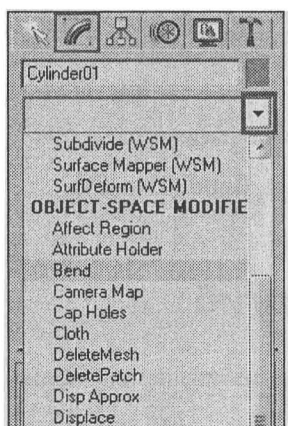 Cylinder01
Subdivide (WSM)
Surface Mapper (WSM)
SurfDeform (WSM)
OBJECT-SPACE MODIFIE
Affect Region
Attribute Holder
Bend
Camera Map
Cap Holes
Cloth
DeleteMesh
DeletePatch
Disp Approx
Displace